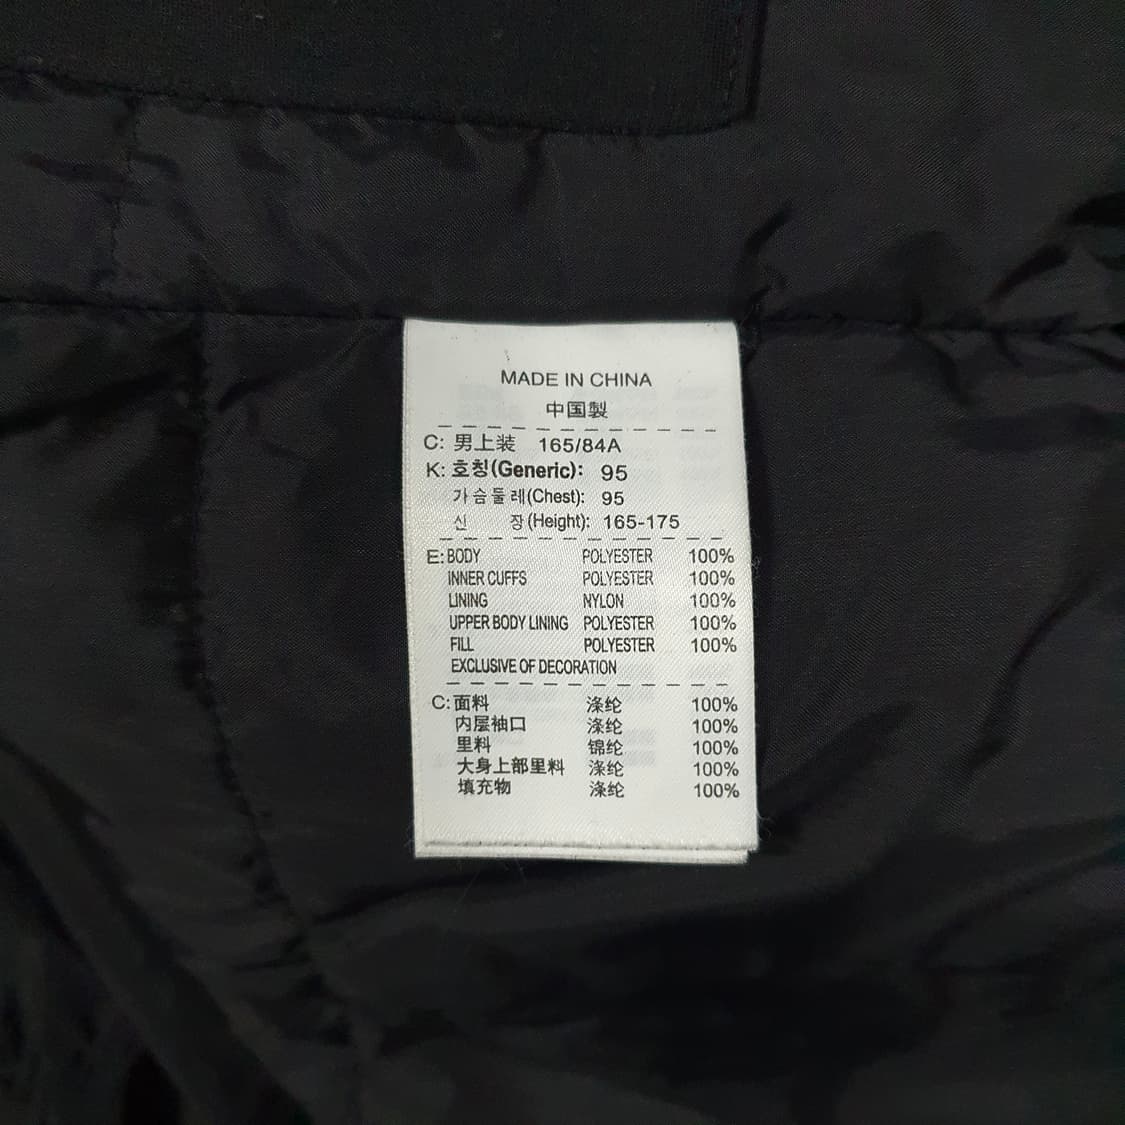 MADE IN CHINA
中国製
C: 男上装 165/84A
K: 호칭(Generic): 95
가슴둘레(Chest): 95
신 장(Height): 165-175
E: BODY POLYESTER 100%
INNER CUFFS POLYESTER 100%
LINING NYLON 100%
UPPER BODY LINING POLYESTER 100%
FILL POLYESTER 100%
EXCLUSIVE OF DECORATION
C: 面料 涤纶 100%
内层袖口 涤纶 100%
里料 锦纶 100%
大身上部里料 涤纶 100%
填充物 涤纶 100%